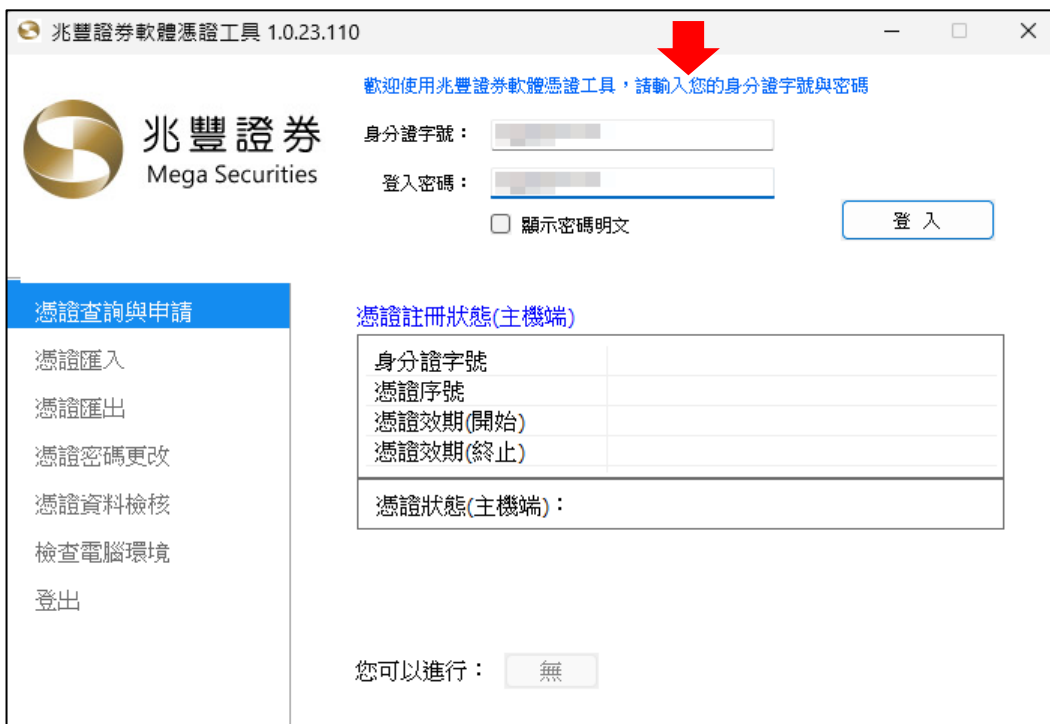 兆豐證券軟體憑證工具 1.0.23.110
歡迎使用兆豐證券軟體憑證工具，請輸入您的身分證字號與密碼
兆豐證券
Mega Securities
身分證字號：
登入密碼：
顯示密碼明文
登 入
憑證查詢與申請
憑證匯入
憑證匯出
憑證密碼更改
憑證資料檢核
檢查電腦環境
登出
憑證註冊狀態(主機端)
身分證字號
憑證序號
憑證效期(開始)
憑證效期(終止)
憑證狀態(主機端)：
您可以進行：
無